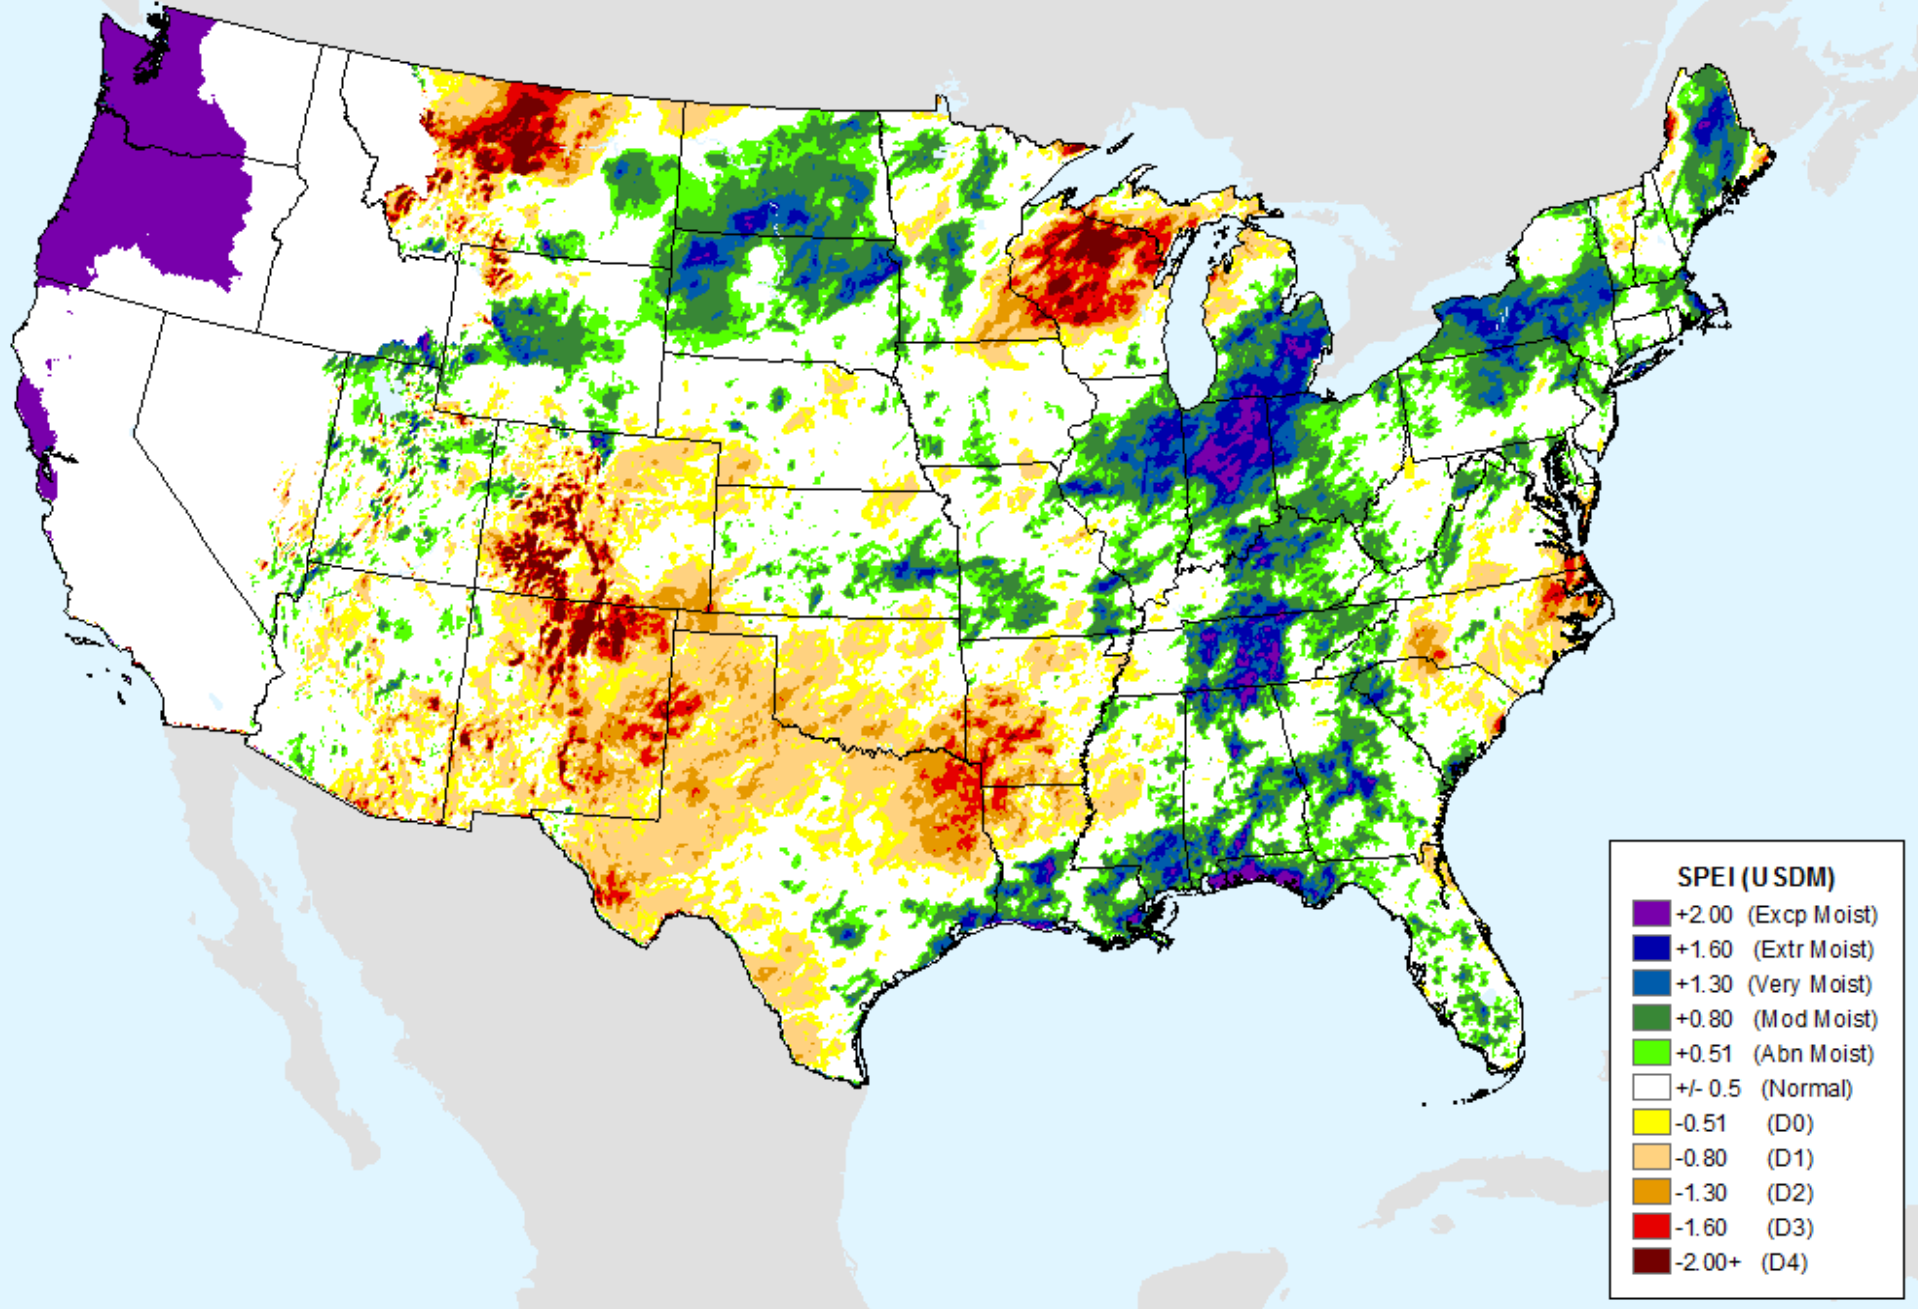 SPEI (USDM)
+2.00 (Excp Moist)
+1.60 (Extr Moist)
+1.30 (Very Moist)
+0.80 (Mod Moist)
+0.51 (Abn Moist)
+/- 0.5 (Normal)
-0.51 (D0)
-0.80 (D1)
-1.30 (D2)
-1.60 (D3)
-2.00+ (D4)